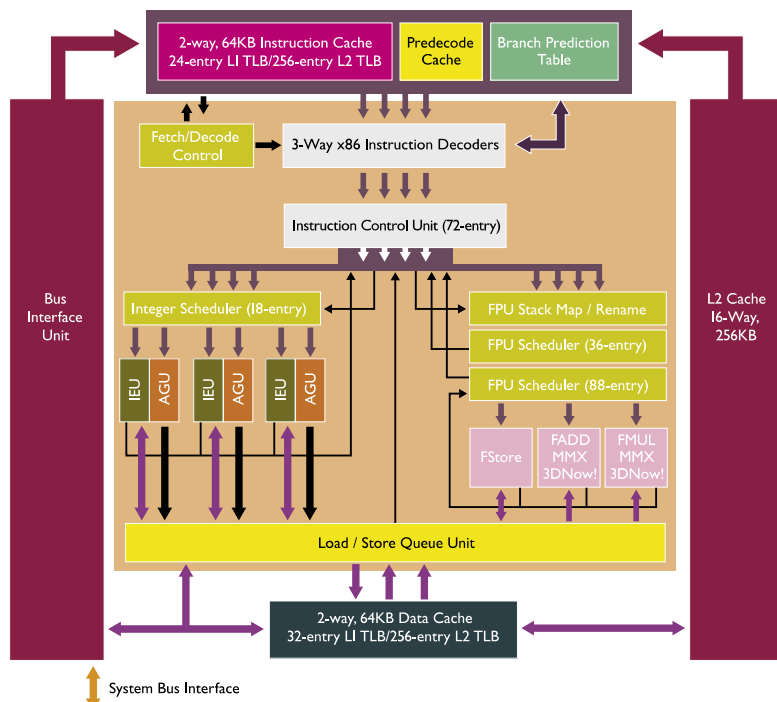 2-way, 64KB Instruction Cache
24-entry L1 TLB/256-entry L2 TLB
Predecode
Cache
Branch Prediction
Table
Fetch/Decode
Control
3-Way x86 Instruction Decoders
Instruction Control Unit (72-entry)
Bus
Interface
Unit
L2 Cache
16-Way,
256KB
Integer Scheduler (18-entry)
FPU Stack Map / Rename
FPU Scheduler (36-entry)
FPU Scheduler (88-entry)
IEU
AGU
IEU
AGU
IEU
AGU
FStore
FADD
MMX
3DNow!
FMUL
MMX
3DNow!
Load / Store Queue Unit
2-way, 64KB Data Cache
32-entry L1 TLB/256-entry L2 TLB
System Bus Interface